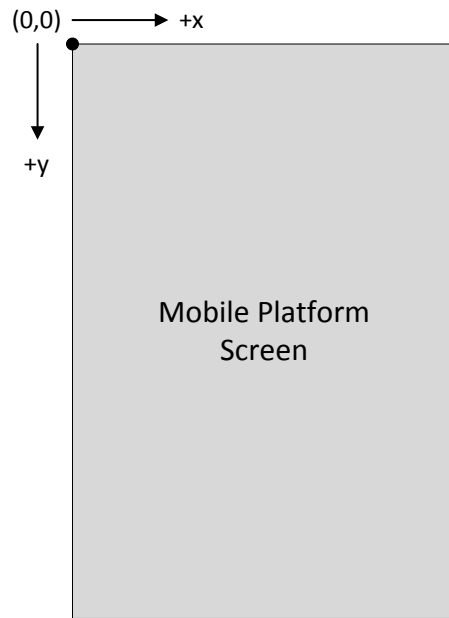 (0,0) +x
+y
Mobile Platform
Screen